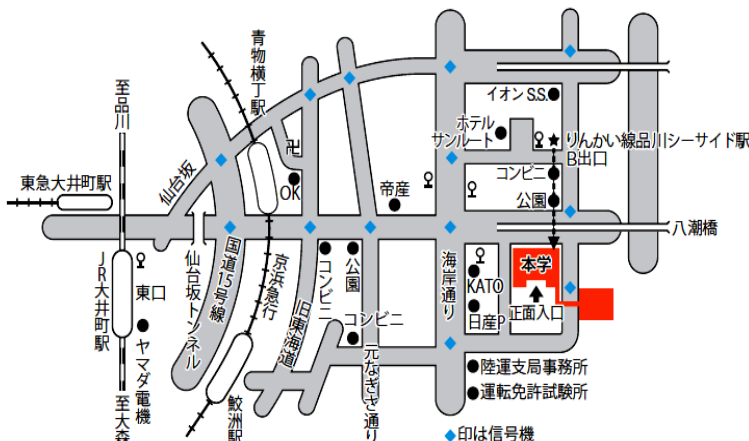 青物横丁駅
至品川
イオンS.S.
ホテル
サンルート
りんかい線品川シーサイド駅
B出口
仙台坂
コンビニ
東急大井町駅
OK
帝産
公園
八潮橋
JR大井町駅
東口
ヤマダ電機
至大森
仙台坂トンネル
国道15号線
京浜急行
鮫洲駅
旧東海道
コンビニ
公園
コンビニ
元なぎさ通り
海岸通り
KATO
日産P
本学
正面入口
陸運支局事務所
運転免許試験所
印は信号機